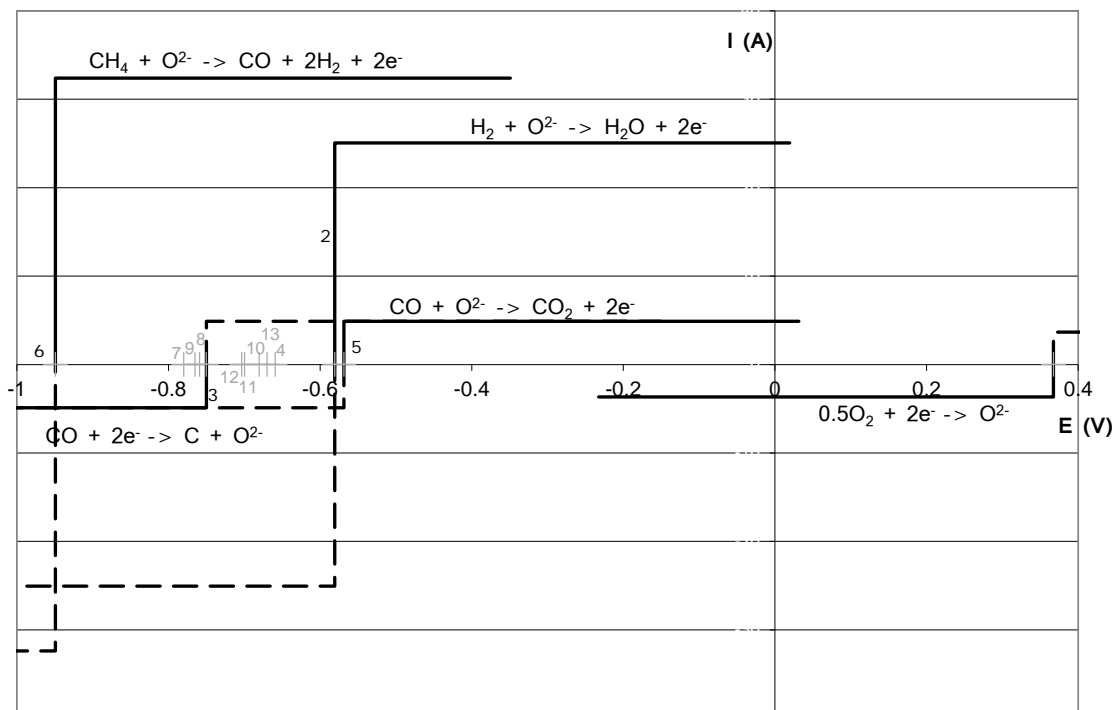 I (A)
CH₄ + O²⁻ -> CO + 2H₂ + 2e⁻
H₂ + O²⁻ -> H₂O + 2e⁻
2
CO + O²⁻ -> CO₂ + 2e⁻
13
8
6 7 9 10 4 5
12 11
-1 -0.8 3 -0.6 -0.4 -0.2 0 0.2 0.4
0.5O₂ + 2e⁻ -> O²⁻
E (V)
CO + 2e⁻ -> C + O²⁻